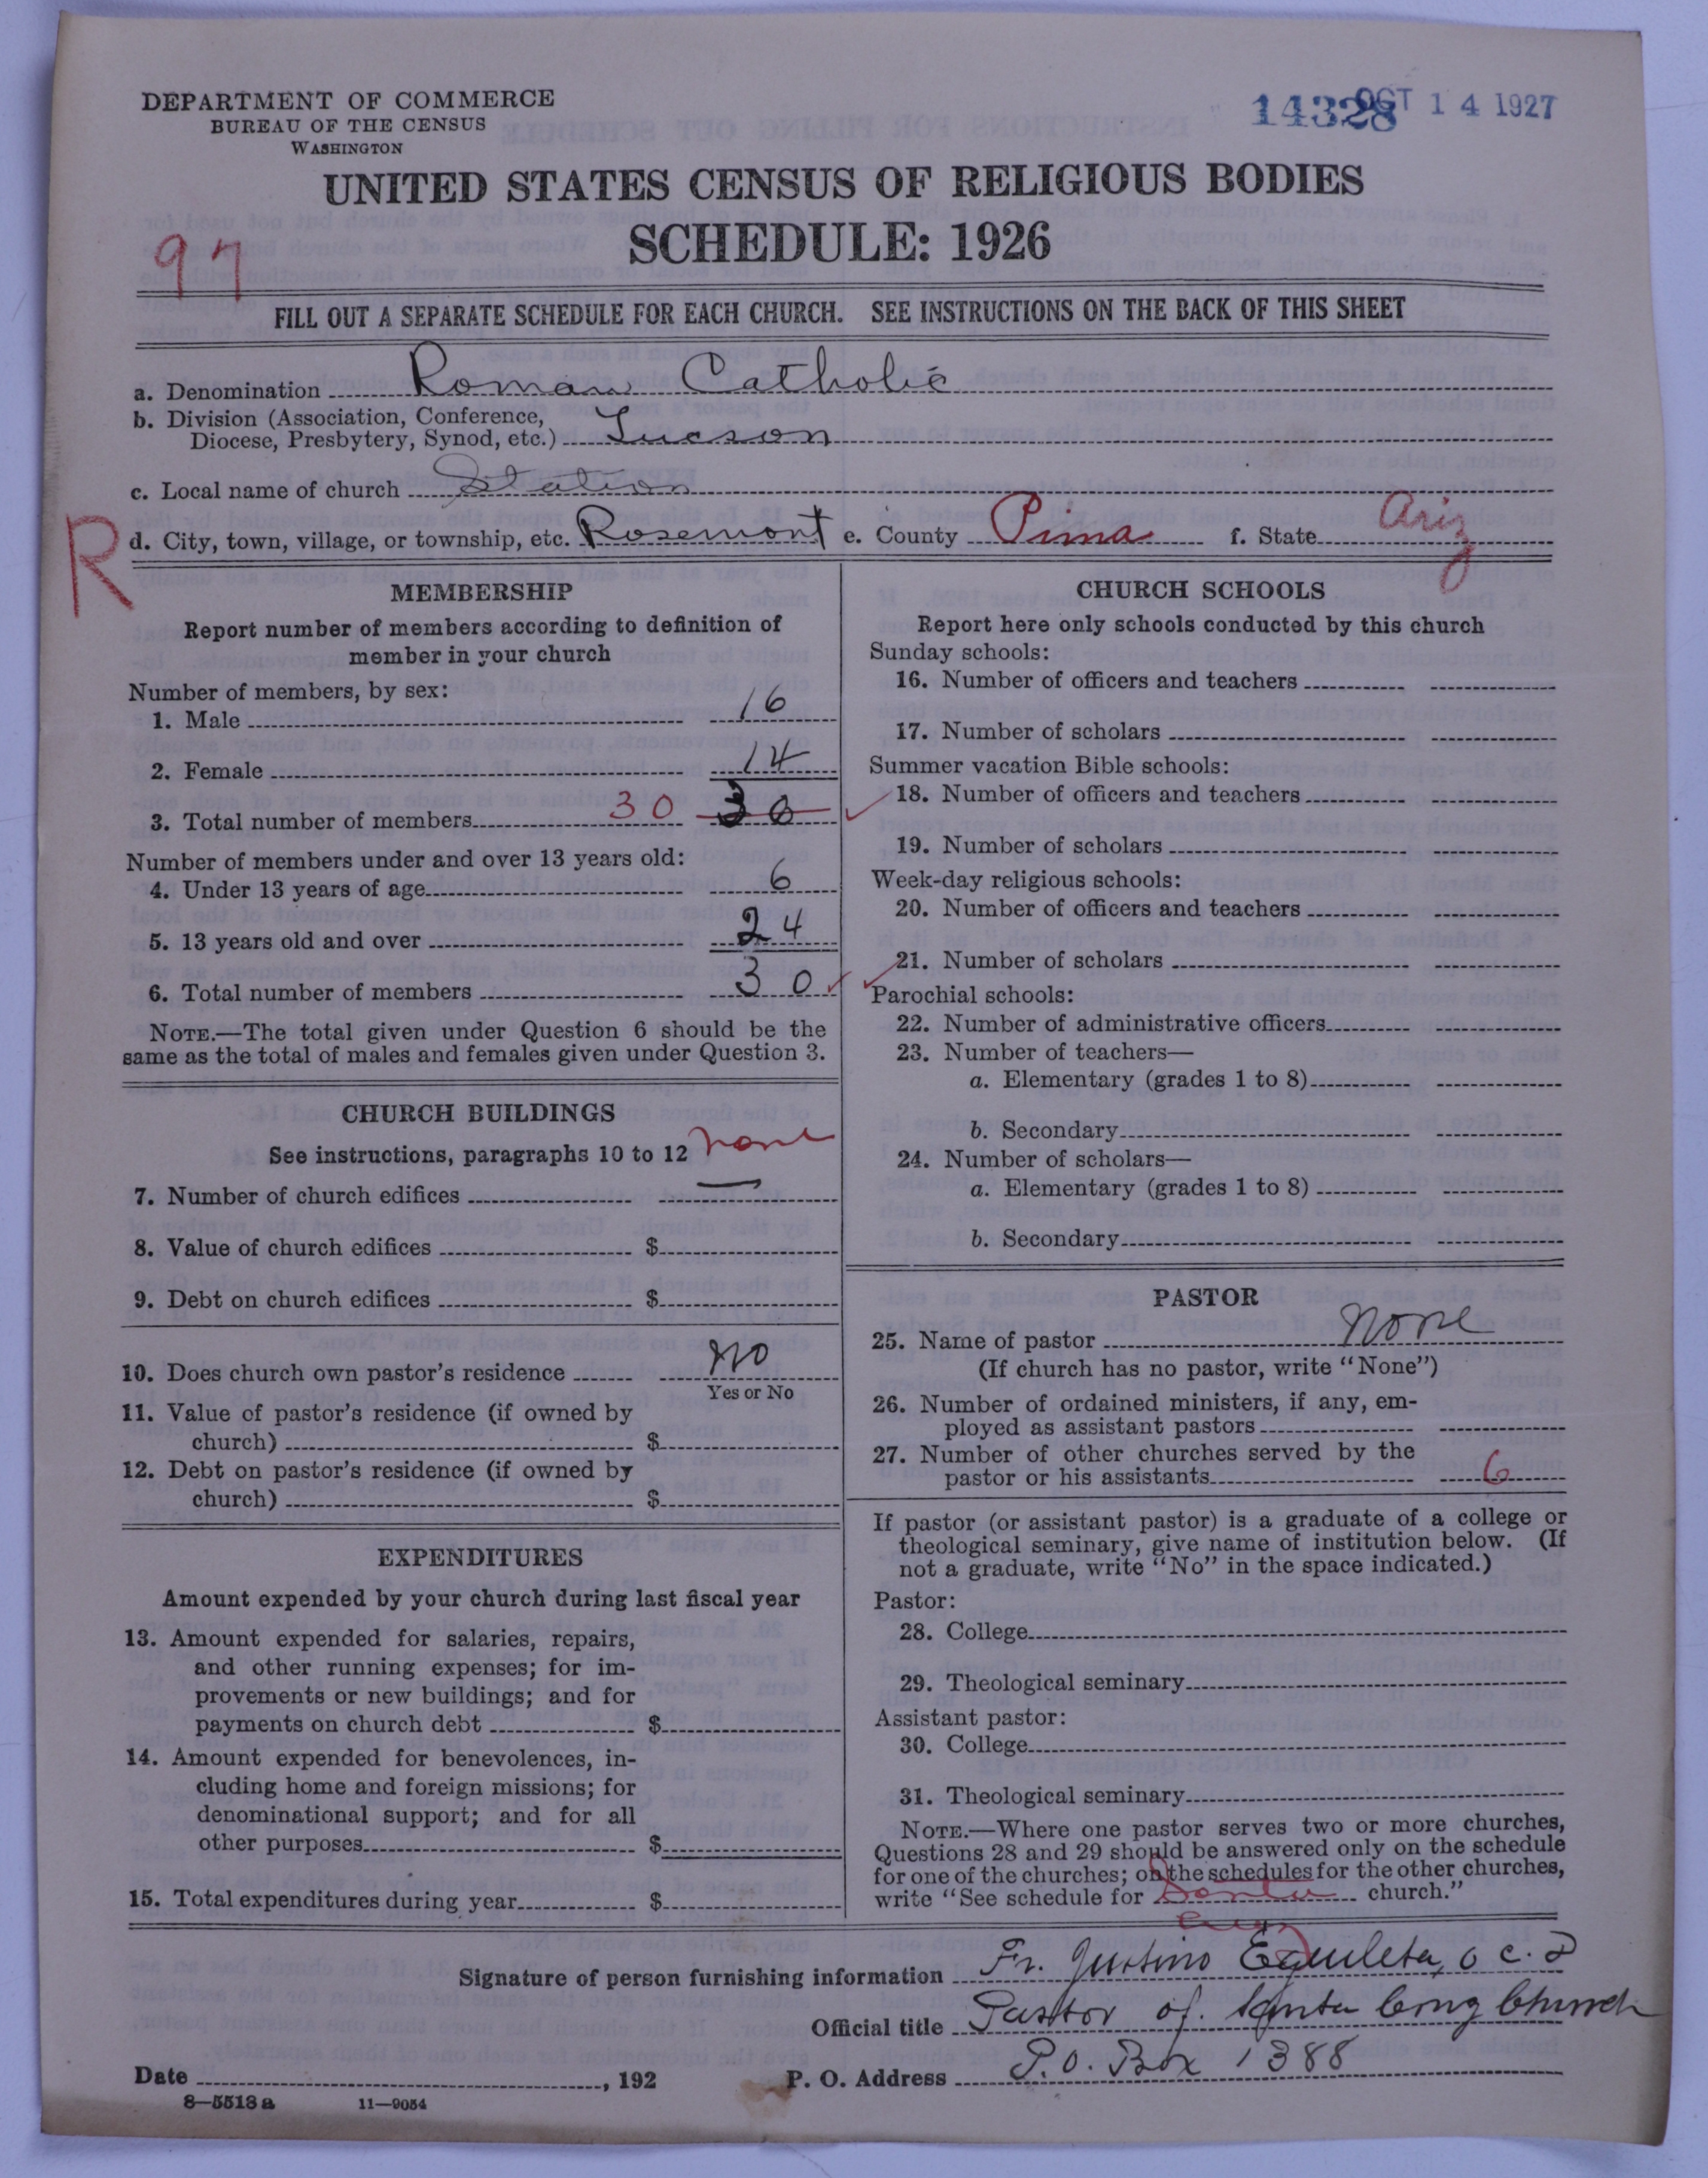 DEPARTMENT OF COMMERCE
BUREAU OF THE CENSUS
WASHINGTON
14328 OCT 14 1927
UNITED STATES CENSUS OF RELIGIOUS BODIES
SCHEDULE: 1926
97
FILL OUT A SEPARATE SCHEDULE FOR EACH CHURCH. SEE INSTRUCTIONS ON THE BACK OF THIS SHEET
a. Denomination Roman Catholic
b. Division (Association, Conference,
Diocese, Presbytery, Synod, etc.) Tucson
c. Local name of church Station
R
d. City, town, village, or township, etc. Rosemont e. County Pima f. State Ariz
MEMBERSHIP
Report number of members according to definition of
member in your church
Number of members, by sex:
1. Male 16
2. Female 14
3. Total number of members 30 30
Number of members under and over 13 years old:
4. Under 13 years of age 6
5. 13 years old and over 24
6. Total number of members 30
NOTE.—The total given under Question 6 should be the
same as the total of males and females given under Question 3.
CHURCH BUILDINGS
See instructions, paragraphs 10 to 12 none
7. Number of church edifices —
8. Value of church edifices $
9. Debt on church edifices $
10. Does church own pastor's residence No
Yes or No
11. Value of pastor's residence (if owned by
church) $
12. Debt on pastor's residence (if owned by
church) $
EXPENDITURES
Amount expended by your church during last fiscal year
13. Amount expended for salaries, repairs,
and other running expenses; for im-
provements or new buildings; and for
payments on church debt $
14. Amount expended for benevolences, in-
cluding home and foreign missions; for
denominational support; and for all
other purposes $
15. Total expenditures during year $
CHURCH SCHOOLS
Report here only schools conducted by this church
Sunday schools:
16. Number of officers and teachers
17. Number of scholars
Summer vacation Bible schools:
18. Number of officers and teachers
19. Number of scholars
Week-day religious schools:
20. Number of officers and teachers
21. Number of scholars
Parochial schools:
22. Number of administrative officers
23. Number of teachers—
a. Elementary (grades 1 to 8)
b. Secondary
24. Number of scholars—
a. Elementary (grades 1 to 8)
b. Secondary
PASTOR
25. Name of pastor None
(If church has no pastor, write "None")
26. Number of ordained ministers, if any, em-
ployed as assistant pastors
27. Number of other churches served by the
pastor or his assistants 6
If pastor (or assistant pastor) is a graduate of a college or
theological seminary, give name of institution below. (If
not a graduate, write "No" in the space indicated.)
Pastor:
28. College
29. Theological seminary
Assistant pastor:
30. College
31. Theological seminary
NOTE.—Where one pastor serves two or more churches,
Questions 28 and 29 should be answered only on the schedule
for one of the churches; on the schedules for the other churches,
write "See schedule for Santa church."
Cruz
Signature of person furnishing information Fr. Justino Eguileta, O C. D
Official title Pastor of Santa Cruz Church
Date , 192 P. O. Address P.O. Box 1388
8—5513a 11—9054